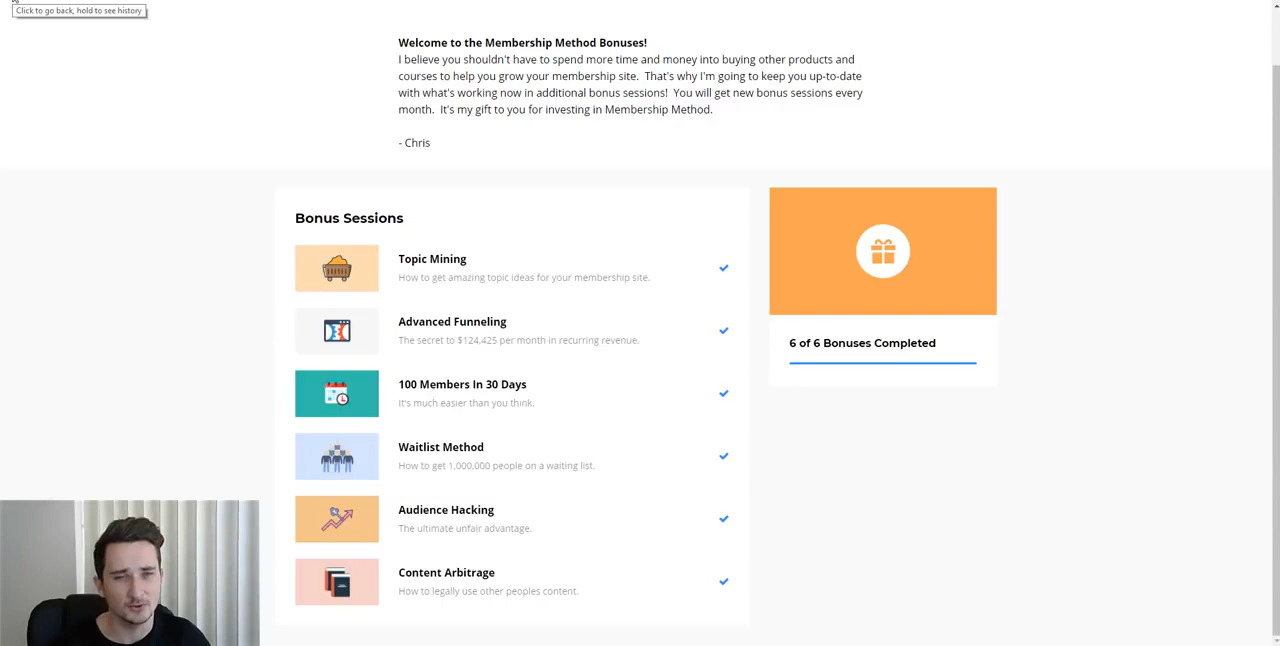 Click to go back, hold to see history
Welcome to the Membership Method Bonuses!
I believe you shouldn't have to spend more time and money into buying other products and
courses to help you grow your membership site.  That's why I'm going to keep you up-to-date
with what's working now in additional bonus sessions!  You will get new bonus sessions every
month.  It's my gift to you for investing in Membership Method.
- Chris
Bonus Sessions
Topic Mining
How to get amazing topic ideas for your membership site.
Advanced Funneling
The secret to $124,425 per month in recurring revenue.
100 Members In 30 Days
It's much easier than you think.
Waitlist Method
How to get 1,000,000 people on a waiting list.
Audience Hacking
The ultimate unfair advantage.
Content Arbitrage
How to legally use other peoples content.
6 of 6 Bonuses Completed